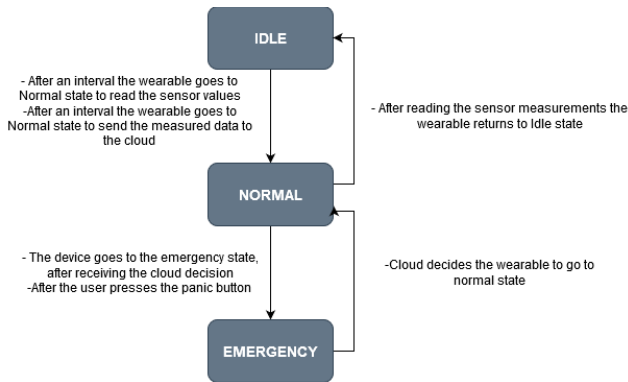 IDLE
- After an interval the wearable goes to
Normal state to read the sensor values
-After an interval the wearable goes to
Normal state to send the measured data to
the cloud
- After reading the sensor measurements the
wearable returns to Idle state
NORMAL
- The device goes to the emergency state,
after receiving the cloud decision
-After the user presses the panic button
-Cloud decides the wearable to go to
normal state
EMERGENCY